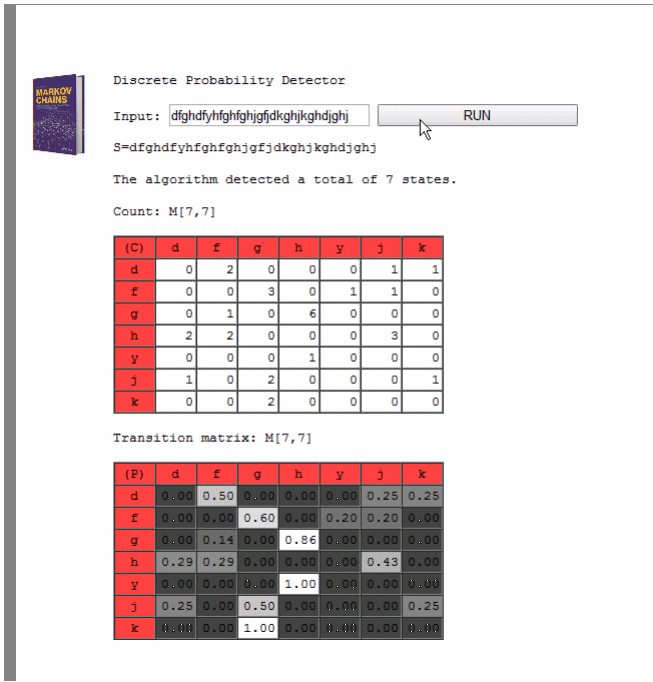 MARKOV
CHAINS
Discrete Probability Detector
Input: dfghdfyhfghfghjgfjdkghjkghdjghj RUN
S=dfghdfyhfghfghjgfjdkghjkghdjghj
The algorithm detected a total of 7 states.
Count: M[7,7]
(C) d f g h y j k
d 0 2 0 0 0 1 1
f 0 0 3 0 1 1 0
g 0 1 0 6 0 0 0
h 2 2 0 0 0 3 0
y 0 0 0 1 0 0 0
j 1 0 2 0 0 0 1
k 0 0 2 0 0 0 0
Transition matrix: M[7,7]
(P) d f g h y j k
d 0.00 0.50 0.00 0.00 0.00 0.25 0.25
f 0.00 0.00 0.60 0.00 0.20 0.20 0.00
g 0.00 0.14 0.00 0.86 0.00 0.00 0.00
h 0.29 0.29 0.00 0.00 0.00 0.43 0.00
y 0.00 0.00 0.00 1.00 0.00 0.00 0.00
j 0.25 0.00 0.50 0.00 0.00 0.00 0.25
k 0.00 0.00 1.00 0.00 0.00 0.00 0.00